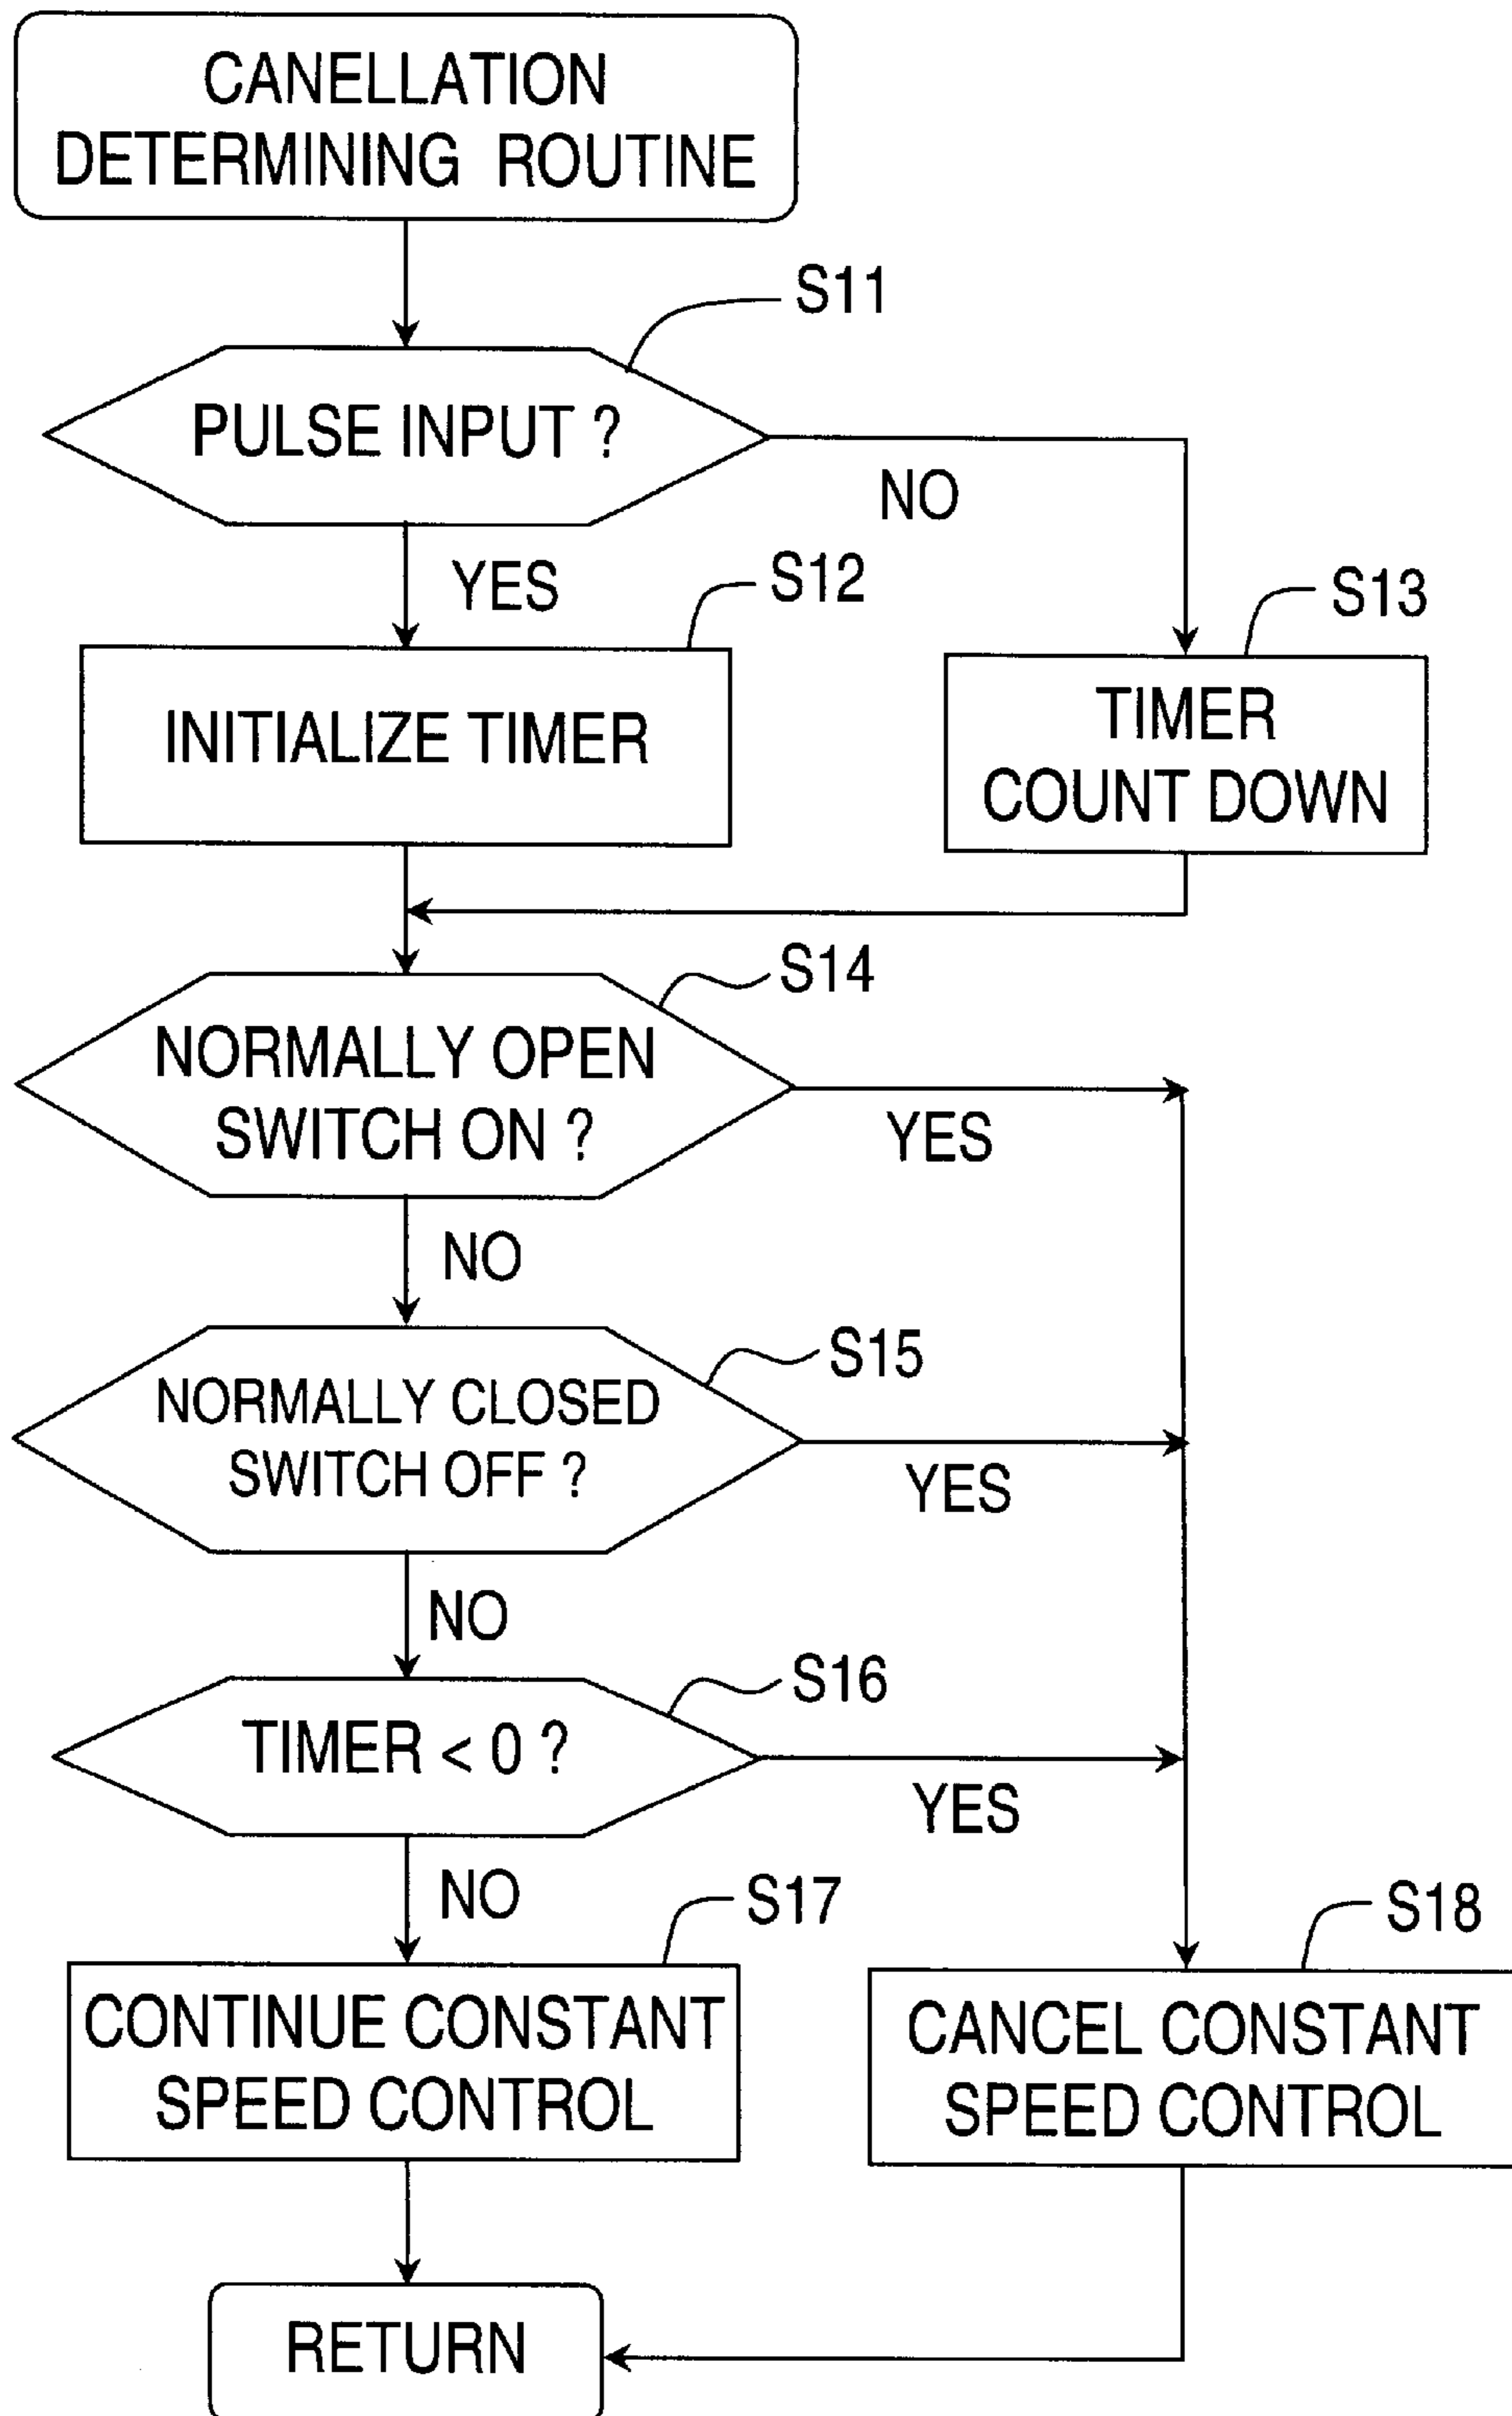 CANELLATION
DETERMINING ROUTINE
S11
PULSE INPUT ?
NO
YES
S12
S13
INITIALIZE TIMER
TIMER
COUNT DOWN
S14
NORMALLY OPEN
SWITCH ON ?
YES
NO
S15
NORMALLY CLOSED
SWITCH OFF ?
YES
NO
S16
TIMER < 0 ?
YES
NO
S17
S18
CONTINUE CONSTANT
SPEED CONTROL
CANCEL CONSTANT
SPEED CONTROL
RETURN